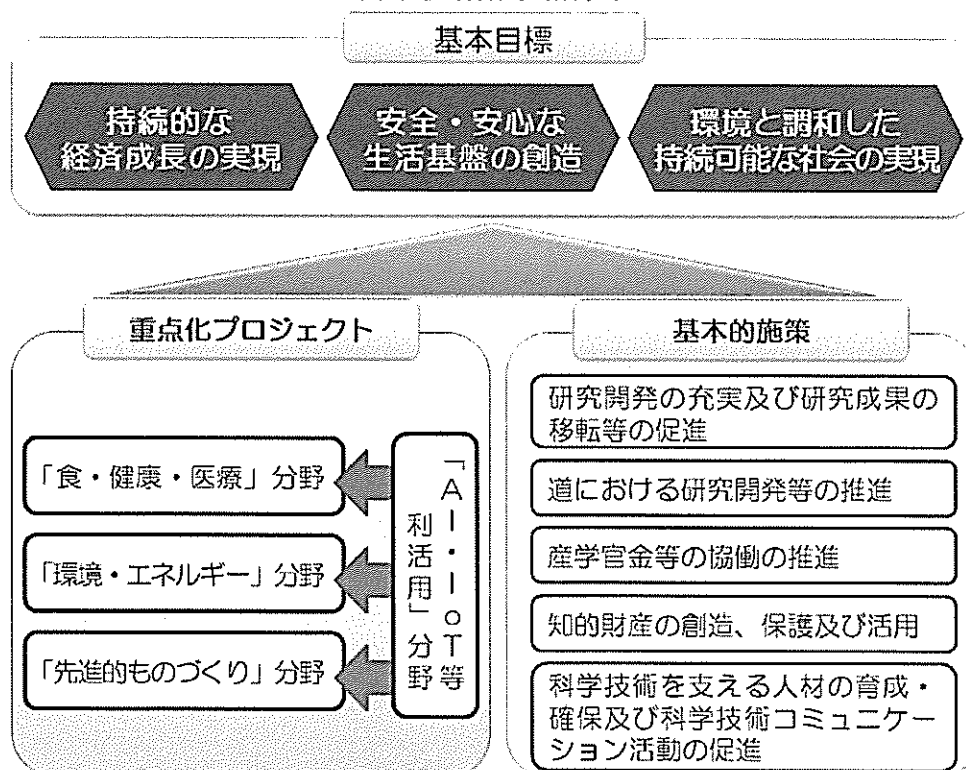 基本目標
持続的な
経済成長の実現
安全・安心な
生活基盤の創造
環境と調和した
持続可能な社会の実現
重点化プロジェクト
「食・健康・医療」分野
「環境・エネルギー」分野
「先進的ものづくり」分野
「AI・IoT等
利活用」分野
基本的施策
研究開発の充実及び研究成果の
移転等の促進
道における研究開発等の推進
産学官金等の協働の推進
知的財産の創造、保護及び活用
科学技術を支える人材の育成・
確保及び科学技術コミュニケー
ション活動の促進